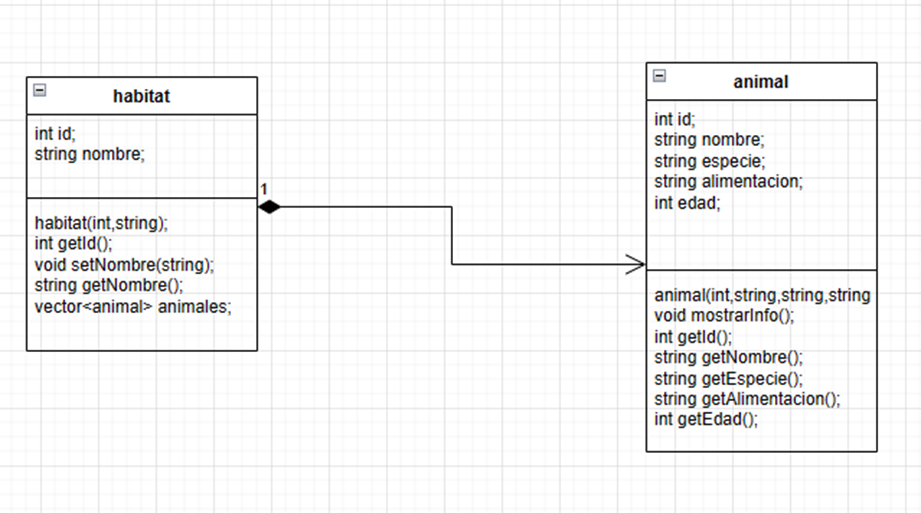 habitat
int id;
string nombre;
habitat(int,string);
int getId();
void setNombre(string);
string getNombre();
vector<animal> animales;
1
animal
int id;
string nombre;
string especie;
string alimentacion;
int edad;
animal(int,string,string,string
void mostrarInfo();
int getId();
string getNombre();
string getEspecie();
string getAlimentacion();
int getEdad();